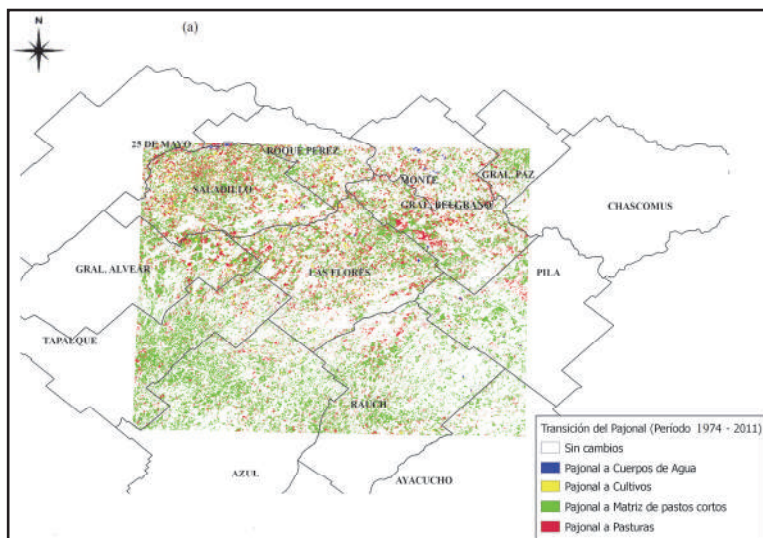 N
(a)
25 DE MAYO
ROQUE PEREZ
SALADILLO
MONTE
GRAL. PAZ
GRAL. BELGRANO
CHASCOMUS
GRAL. ALVEAR
LAS FLORES
PILA
TAPALQUE
RAUCH
AZUL
AYACUCHO
Transición del Pajonal (Período 1974 - 2011)
Sin cambios
Pajonal a Cuerpos de Agua
Pajonal a Cultivos
Pajonal a Matriz de pastos cortos
Pajonal a Pasturas